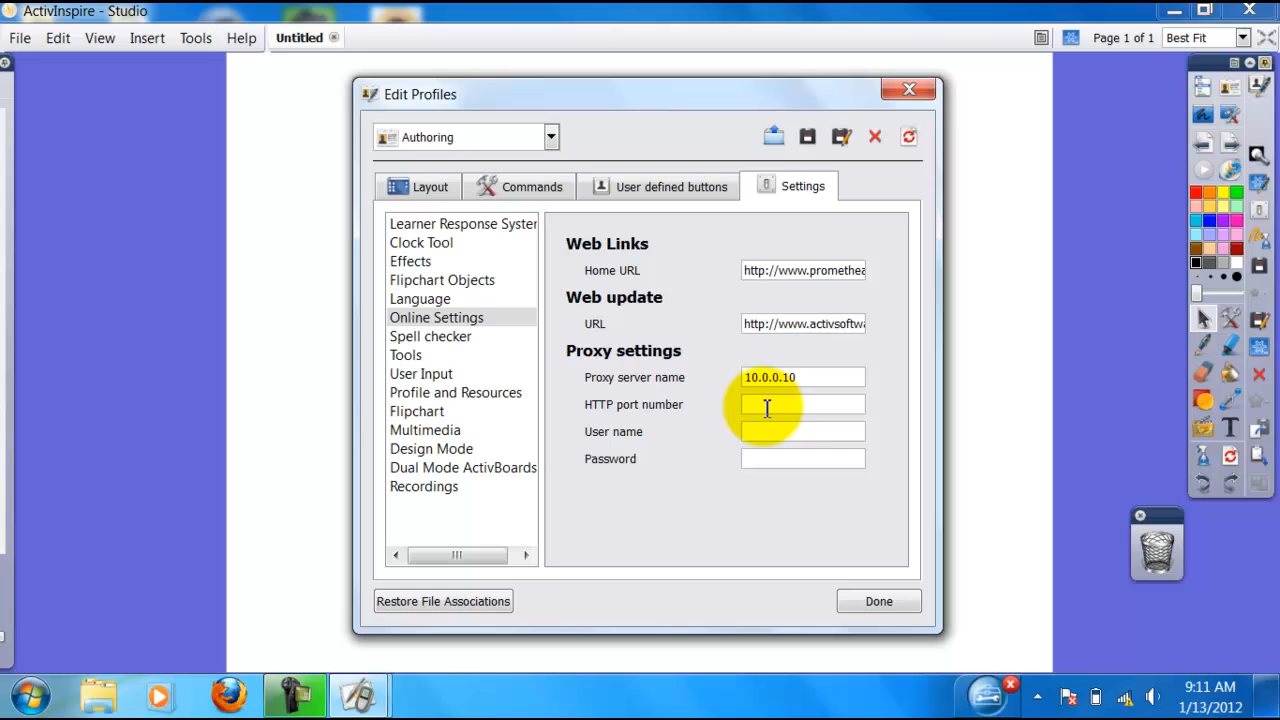 ActivInspire - Studio
File Edit View Insert Tools Help Untitled Page 1 of 1 Best Fit
Edit Profiles
Authoring
Layout Commands User defined buttons Settings
Learner Response Syster
Clock Tool
Effects
Flipchart Objects
Language
Online Settings
Spell checker
Tools
User Input
Profile and Resources
Flipchart
Multimedia
Design Mode
Dual Mode ActivBoards
Recordings
Web Links
Home URL http://www.promethea
Web update
URL http://www.activsoftwa
Proxy settings
Proxy server name 10.0.0.10
HTTP port number
User name
Password
Restore File Associations Done
9:11 AM
1/13/2012